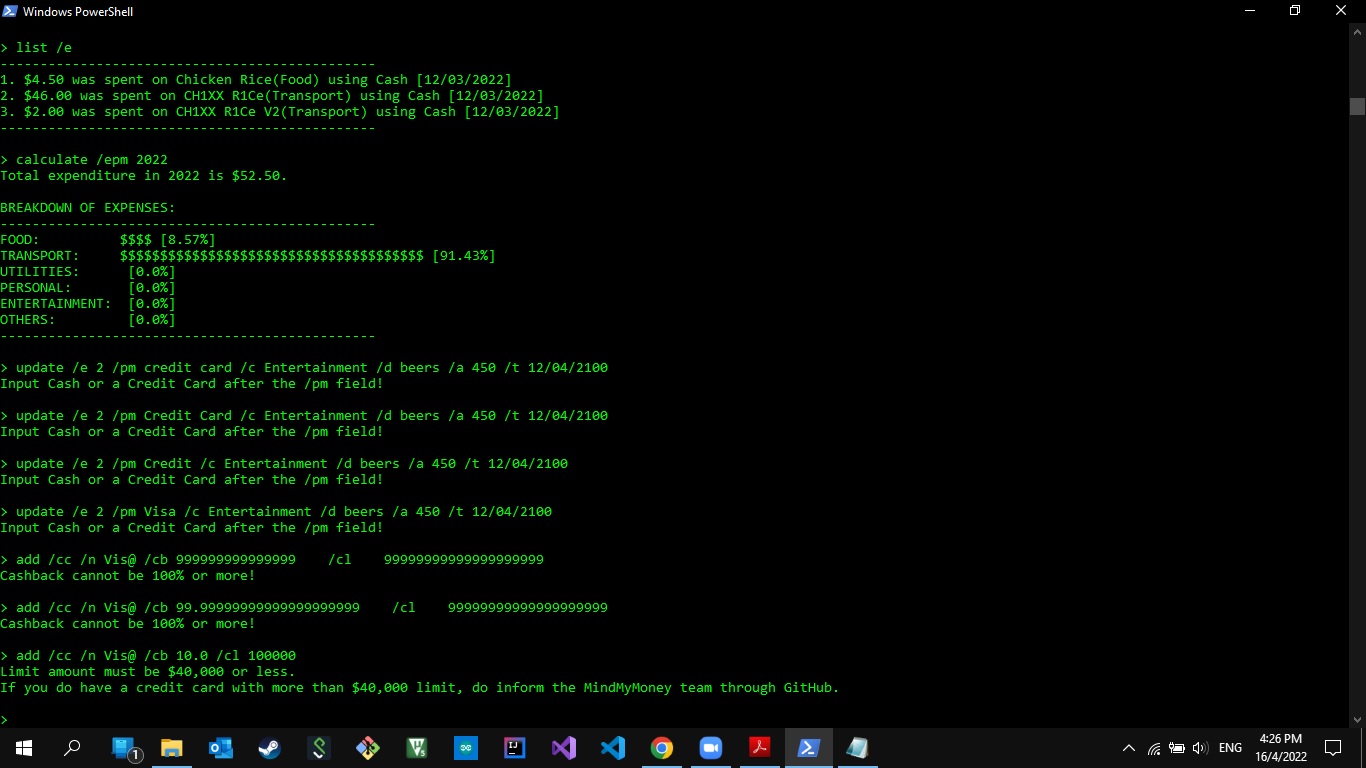 Windows PowerShell
> list /e
-----------------------------------------------
1. $4.50 was spent on Chicken Rice(Food) using Cash [12/03/2022]
2. $46.00 was spent on CH1XX R1Ce(Transport) using Cash [12/03/2022]
3. $2.00 was spent on CH1XX R1Ce V2(Transport) using Cash [12/03/2022]
-----------------------------------------------
> calculate /epm 2022
Total expenditure in 2022 is $52.50.
BREAKDOWN OF EXPENSES:
-----------------------------------------------
FOOD:          $$$$ [8.57%]
TRANSPORT:     $$$$$$$$$$$$$$$$$$$$$$$$$$$$$$$$$$$$$$ [91.43%]
UTILITIES:      [0.0%]
PERSONAL:       [0.0%]
ENTERTAINMENT:  [0.0%]
OTHERS:         [0.0%]
-----------------------------------------------
> update /e 2 /pm credit card /c Entertainment /d beers /a 450 /t 12/04/2100
Input Cash or a Credit Card after the /pm field!
> update /e 2 /pm Credit Card /c Entertainment /d beers /a 450 /t 12/04/2100
Input Cash or a Credit Card after the /pm field!
> update /e 2 /pm Credit /c Entertainment /d beers /a 450 /t 12/04/2100
Input Cash or a Credit Card after the /pm field!
> update /e 2 /pm Visa /c Entertainment /d beers /a 450 /t 12/04/2100
Input Cash or a Credit Card after the /pm field!
> add /cc /n Vis@ /cb 999999999999999    /cl    99999999999999999999
Cashback cannot be 100% or more!
> add /cc /n Vis@ /cb 99.99999999999999999999    /cl    99999999999999999999
Cashback cannot be 100% or more!
> add /cc /n Vis@ /cb 10.0 /cl 100000
Limit amount must be $40,000 or less.
If you do have a credit card with more than $40,000 limit, do inform the MindMyMoney team through GitHub.
>
1
IJ
ENG
4:26 PM
16/4/2022